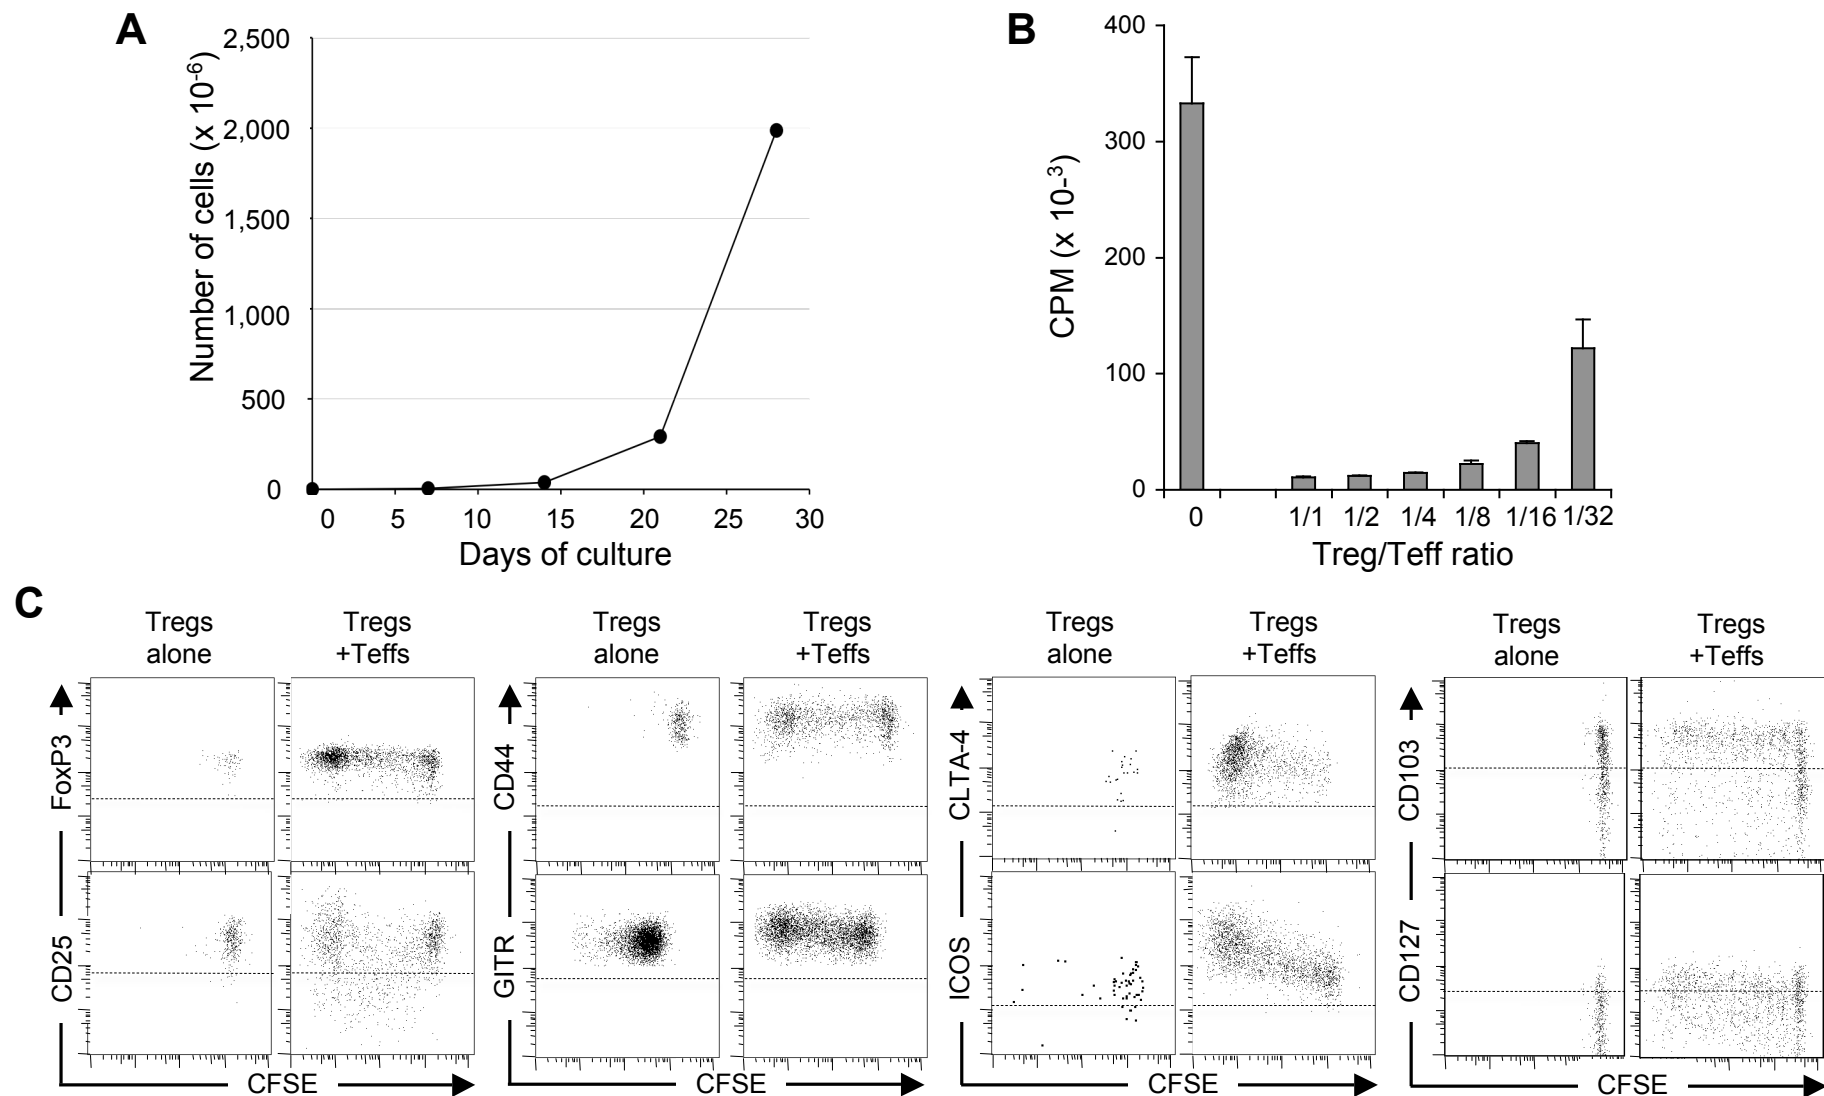 A
2,500
2,000
1,500
1,000
500
0
Number of cells (x 10-6)
0 5 10 15 20 25 30
Days of culture
B
400
300
200
100
0
CPM (x 10-3)
0 1/1 1/2 1/4 1/8 1/16 1/32
Treg/Teff ratio
C
Tregs
alone
Tregs
+Teffs
FoxP3
CD25
CFSE
Tregs
alone
Tregs
+Teffs
CD44
GITR
CFSE
Tregs
alone
Tregs
+Teffs
CLTA-4
ICOS
CFSE
Tregs
alone
Tregs
+Teffs
CD103
CD127
CFSE